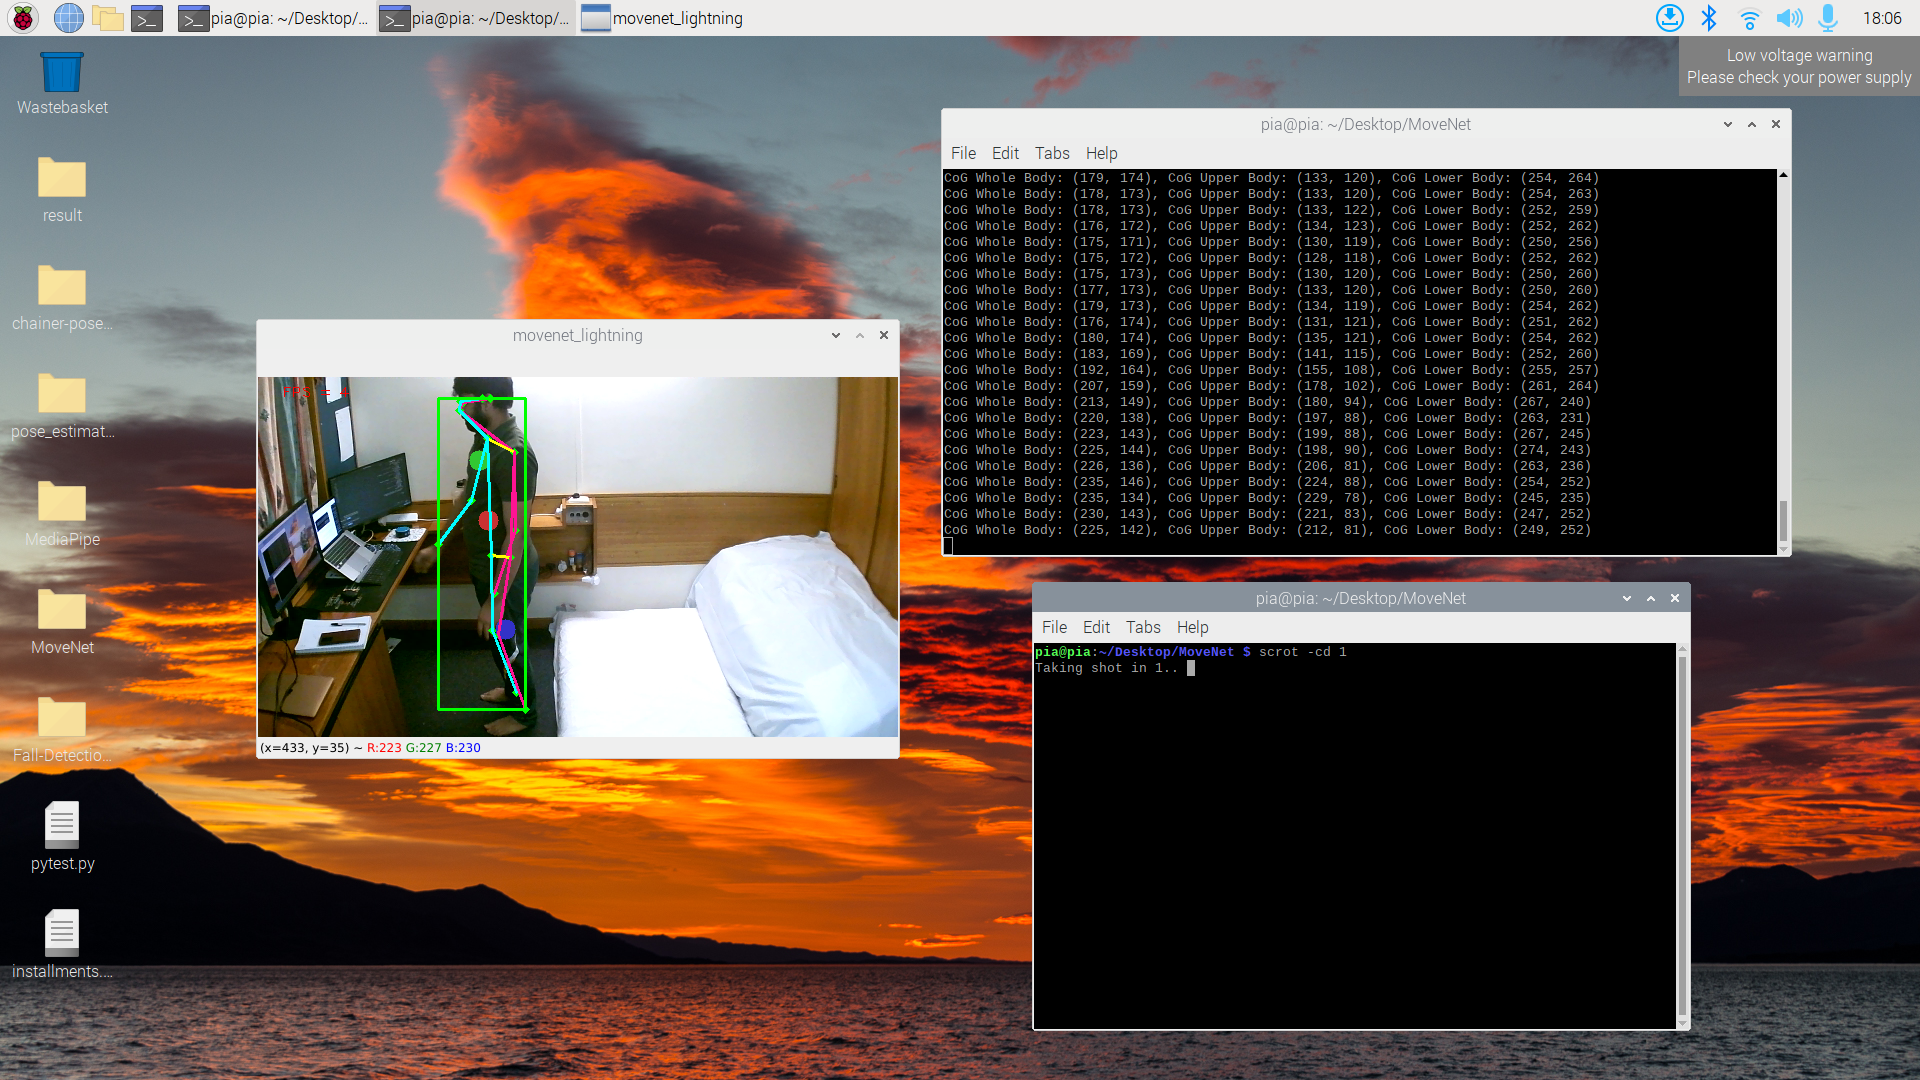 pia@pia: ~/Desktop/...
pia@pia: ~/Desktop/...
movenet_lightning
18:06
Low voltage warning
Please check your power supply
Wastebasket
result
chainer-pose...
pose_estimat...
MediaPipe
MoveNet
Fall-Detectio...
pytest.py
installments....
movenet_lightning
(x=433, y=35) ~ R:223 G:227 B:230
pia@pia: ~/Desktop/MoveNet
File Edit Tabs Help
CoG Whole Body: (179, 174), CoG Upper Body: (133, 120), CoG Lower Body: (254, 264)
CoG Whole Body: (178, 173), CoG Upper Body: (133, 120), CoG Lower Body: (254, 263)
CoG Whole Body: (178, 173), CoG Upper Body: (133, 122), CoG Lower Body: (252, 259)
CoG Whole Body: (176, 172), CoG Upper Body: (134, 123), CoG Lower Body: (252, 262)
CoG Whole Body: (175, 171), CoG Upper Body: (130, 119), CoG Lower Body: (250, 256)
CoG Whole Body: (175, 172), CoG Upper Body: (128, 118), CoG Lower Body: (252, 262)
CoG Whole Body: (175, 173), CoG Upper Body: (130, 120), CoG Lower Body: (250, 260)
CoG Whole Body: (177, 173), CoG Upper Body: (133, 120), CoG Lower Body: (250, 260)
CoG Whole Body: (179, 173), CoG Upper Body: (134, 119), CoG Lower Body: (254, 262)
CoG Whole Body: (176, 174), CoG Upper Body: (131, 121), CoG Lower Body: (251, 262)
CoG Whole Body: (180, 174), CoG Upper Body: (135, 121), CoG Lower Body: (254, 262)
CoG Whole Body: (183, 169), CoG Upper Body: (141, 115), CoG Lower Body: (252, 260)
CoG Whole Body: (192, 164), CoG Upper Body: (155, 108), CoG Lower Body: (255, 257)
CoG Whole Body: (207, 159), CoG Upper Body: (178, 102), CoG Lower Body: (261, 264)
CoG Whole Body: (213, 149), CoG Upper Body: (180, 94), CoG Lower Body: (267, 240)
CoG Whole Body: (220, 138), CoG Upper Body: (197, 88), CoG Lower Body: (263, 231)
CoG Whole Body: (223, 143), CoG Upper Body: (199, 88), CoG Lower Body: (267, 245)
CoG Whole Body: (225, 144), CoG Upper Body: (198, 90), CoG Lower Body: (274, 243)
CoG Whole Body: (226, 136), CoG Upper Body: (206, 81), CoG Lower Body: (263, 236)
CoG Whole Body: (235, 146), CoG Upper Body: (224, 88), CoG Lower Body: (254, 252)
CoG Whole Body: (235, 134), CoG Upper Body: (229, 78), CoG Lower Body: (245, 235)
CoG Whole Body: (230, 143), CoG Upper Body: (221, 83), CoG Lower Body: (247, 252)
CoG Whole Body: (225, 142), CoG Upper Body: (212, 81), CoG Lower Body: (249, 252)
pia@pia: ~/Desktop/MoveNet
File Edit Tabs Help
pia@pia:~/Desktop/MoveNet $ scrot -cd 1
Taking shot in 1..